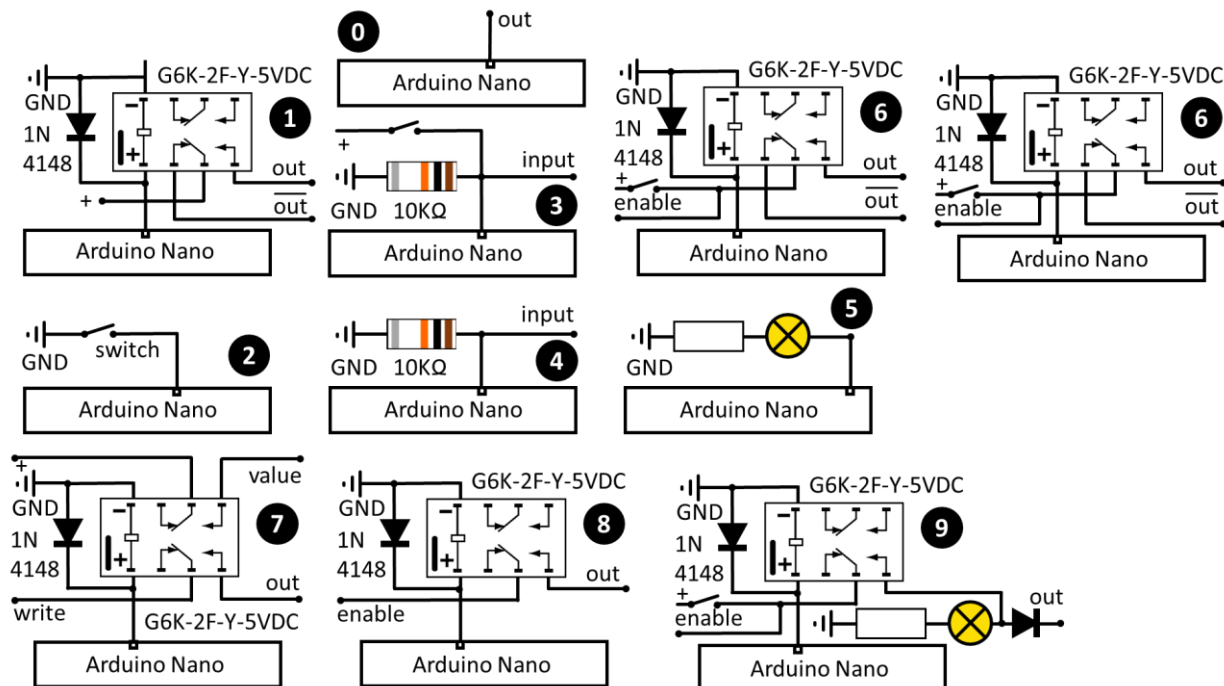 0
out
Arduino Nano
G6K-2F-Y-5VDC
GND
1N
4148
1
out
+
out
Arduino Nano
+
input
GND
10KΩ
3
Arduino Nano
G6K-2F-Y-5VDC
GND
1N
4148
6
out
+
enable
out
Arduino Nano
G6K-2F-Y-5VDC
GND
1N
4148
6
out
+
enable
out
Arduino Nano
GND
switch
2
Arduino Nano
input
GND
10KΩ
4
Arduino Nano
5
GND
Arduino Nano
+
value
GND
1N
4148
7
out
write
G6K-2F-Y-5VDC
Arduino Nano
G6K-2F-Y-5VDC
GND
1N
4148
8
out
enable
Arduino Nano
G6K-2F-Y-5VDC
GND
1N
4148
9
+
enable
out
Arduino Nano